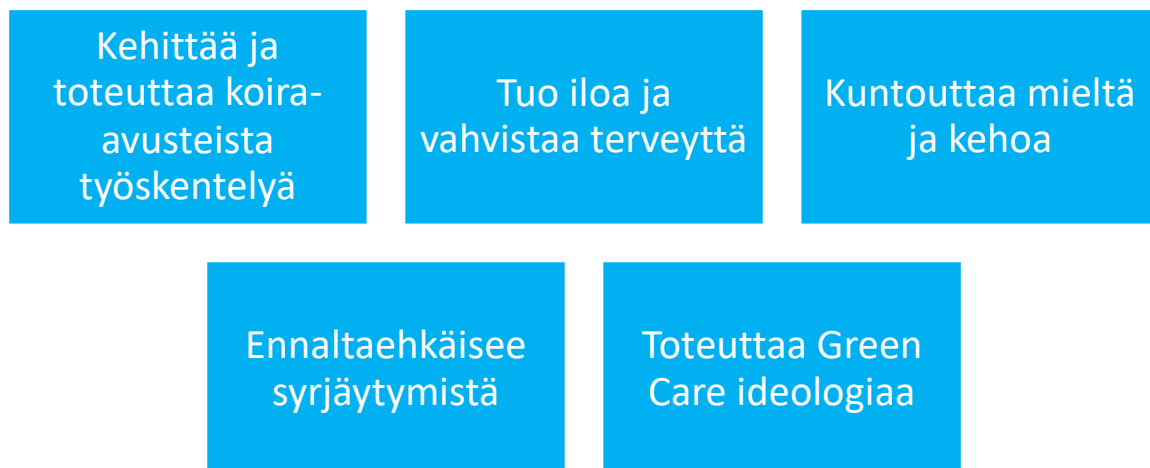 Kehittää ja
toteuttaa koira-
avusteista
työskentelyä
Tuo iloa ja
vahvistaa terveyttä
Kuntouttaa mieltä
ja kehoa
Ennaltaehkäisee
syrjäytymistä
Toteuttaa Green
Care ideologiaa